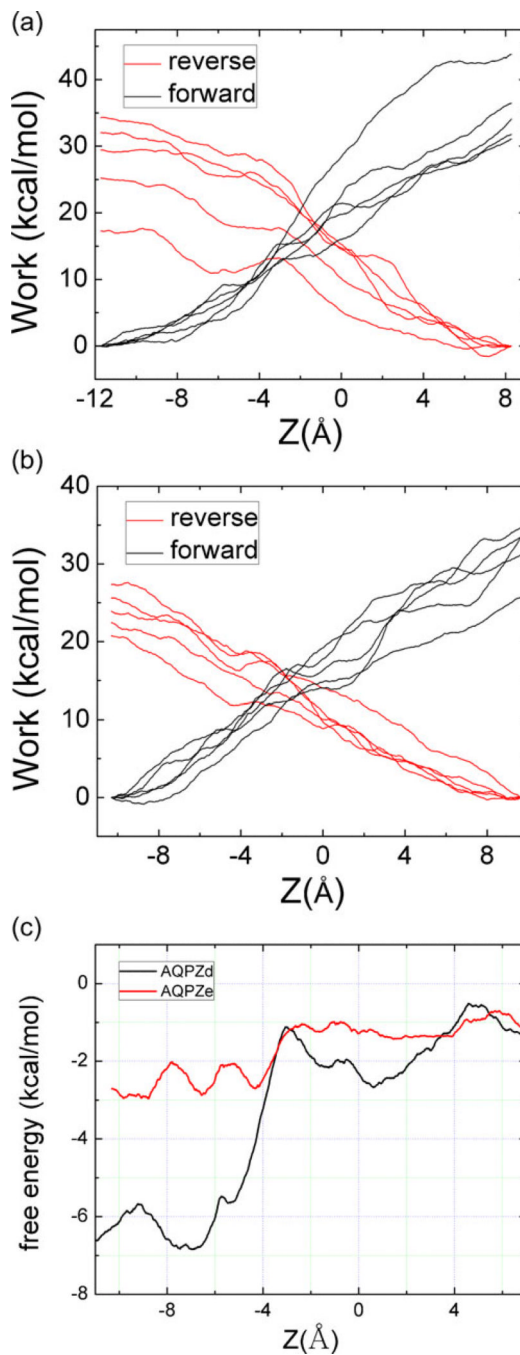 (a)
reverse
forward
Work (kcal/mol)
40
30
20
10
0
-12 -8 -4 0 4 8
Z(Å)
(b)
reverse
forward
Work (kcal/mol)
40
30
20
10
0
-8 -4 0 4 8
Z(Å)
(c)
AQPZd
AQPZe
free energy (kcal/mol)
0
-2
-4
-6
-8
-8 -4 0 4
Z(Å)